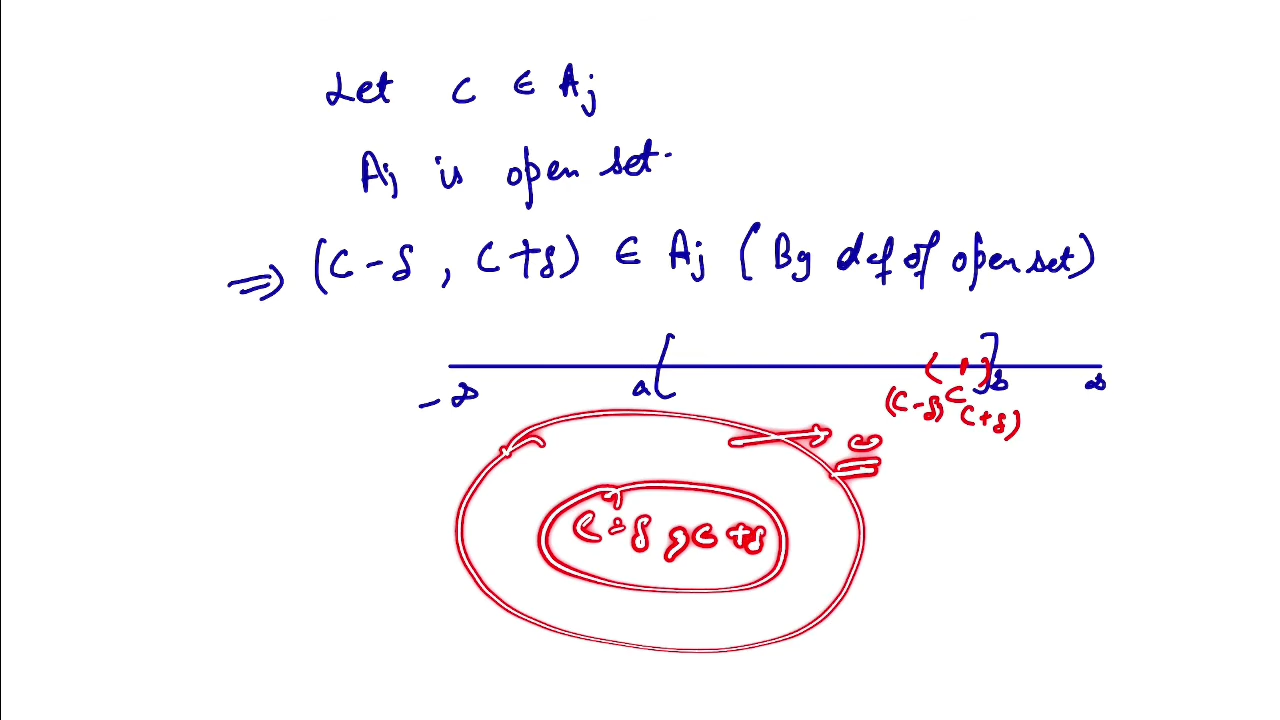 Let c ∈ Aj
Aj is open set.
⇒ (c-δ, c+δ) ∈ Aj (By def of open set)
-∞ a b ∞
(c-δ) c (c+δ)
c-δ, c+δ